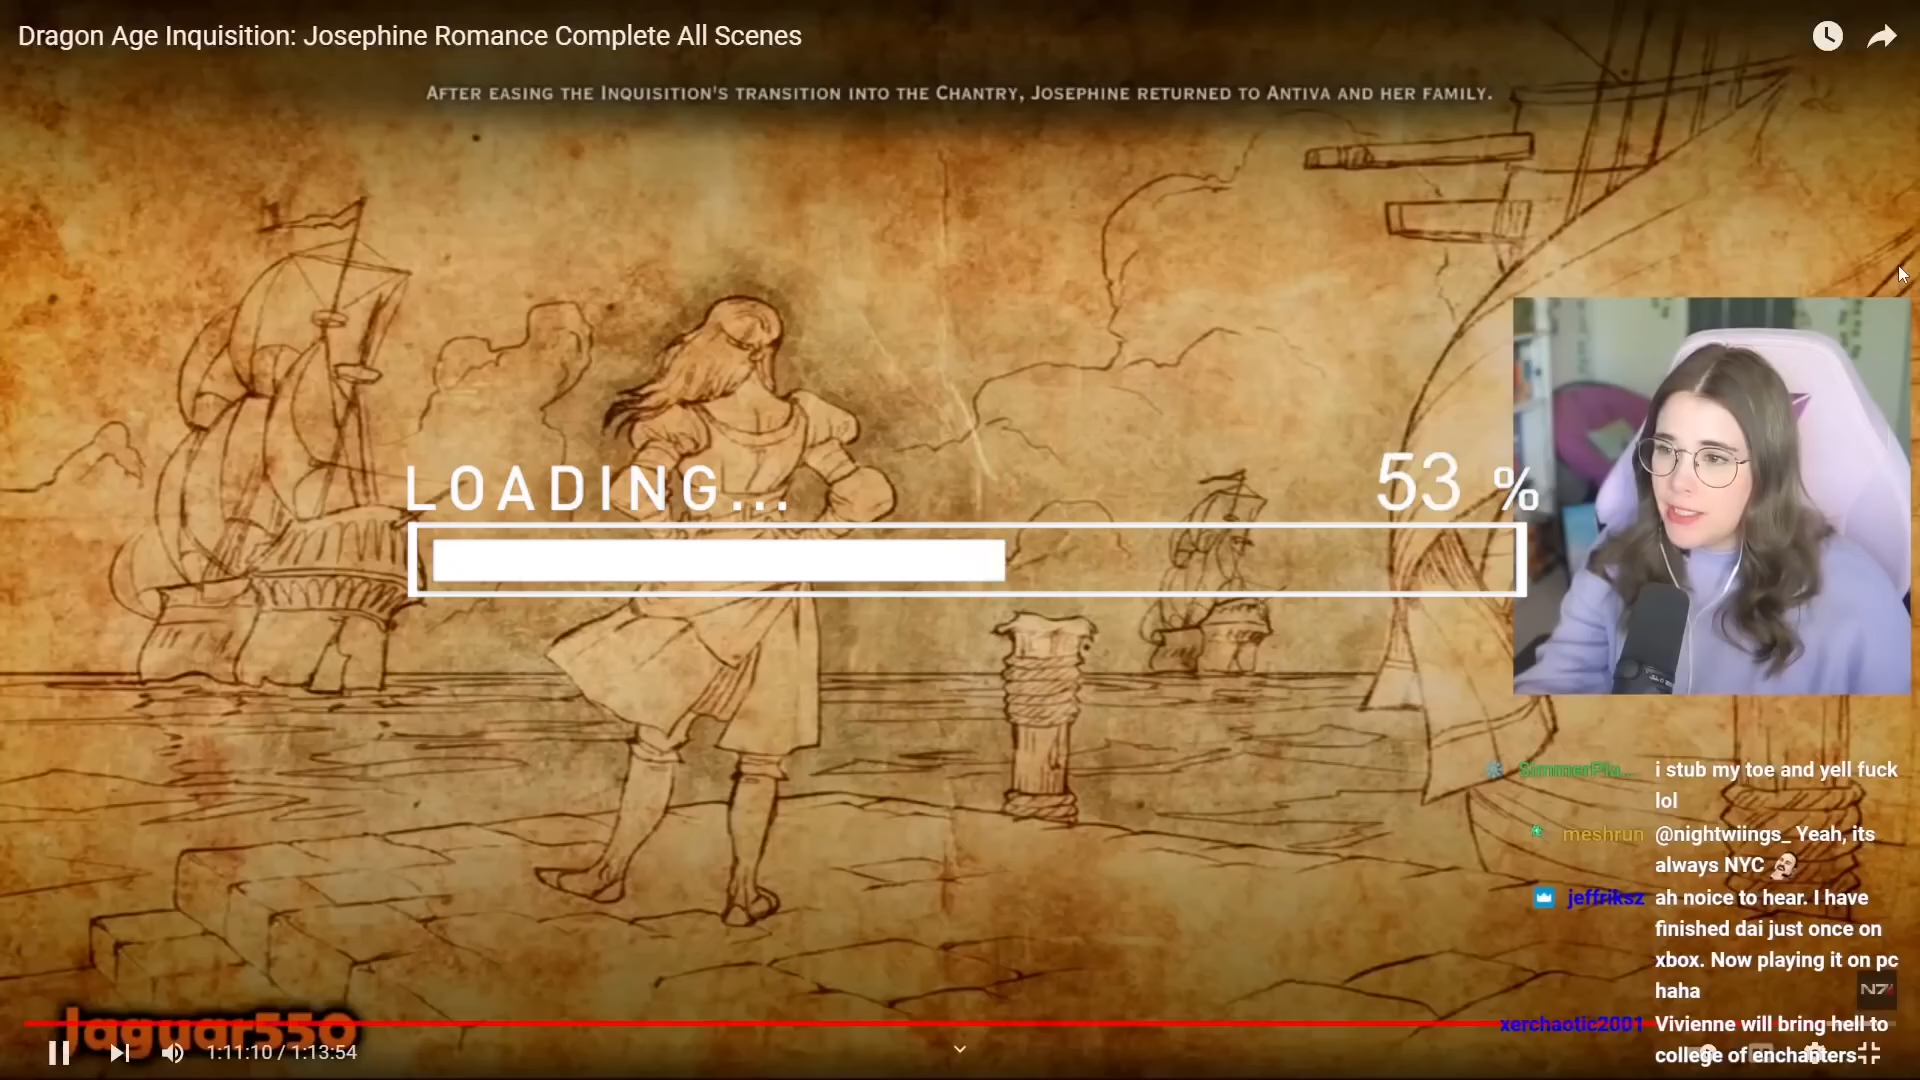 Dragon Age Inquisition: Josephine Romance Complete All Scenes
AFTER EASING THE INQUISITION'S TRANSITION INTO THE CHANTRY, JOSEPHINE RETURNED TO ANTIVA AND HER FAMILY.
LOADING... 53 %
SimmerPla... i stub my toe and yell fuck
lol
meshrun @nightwiings_ Yeah, its
always NYC
jeffriksz ah noice to hear. I have
finished dai just once on
xbox. Now playing it on pc
haha
N7
xerchaotic2001 Vivienne will bring hell to
college of enchanters
Jaguar550
1:11:10 / 1:13:54